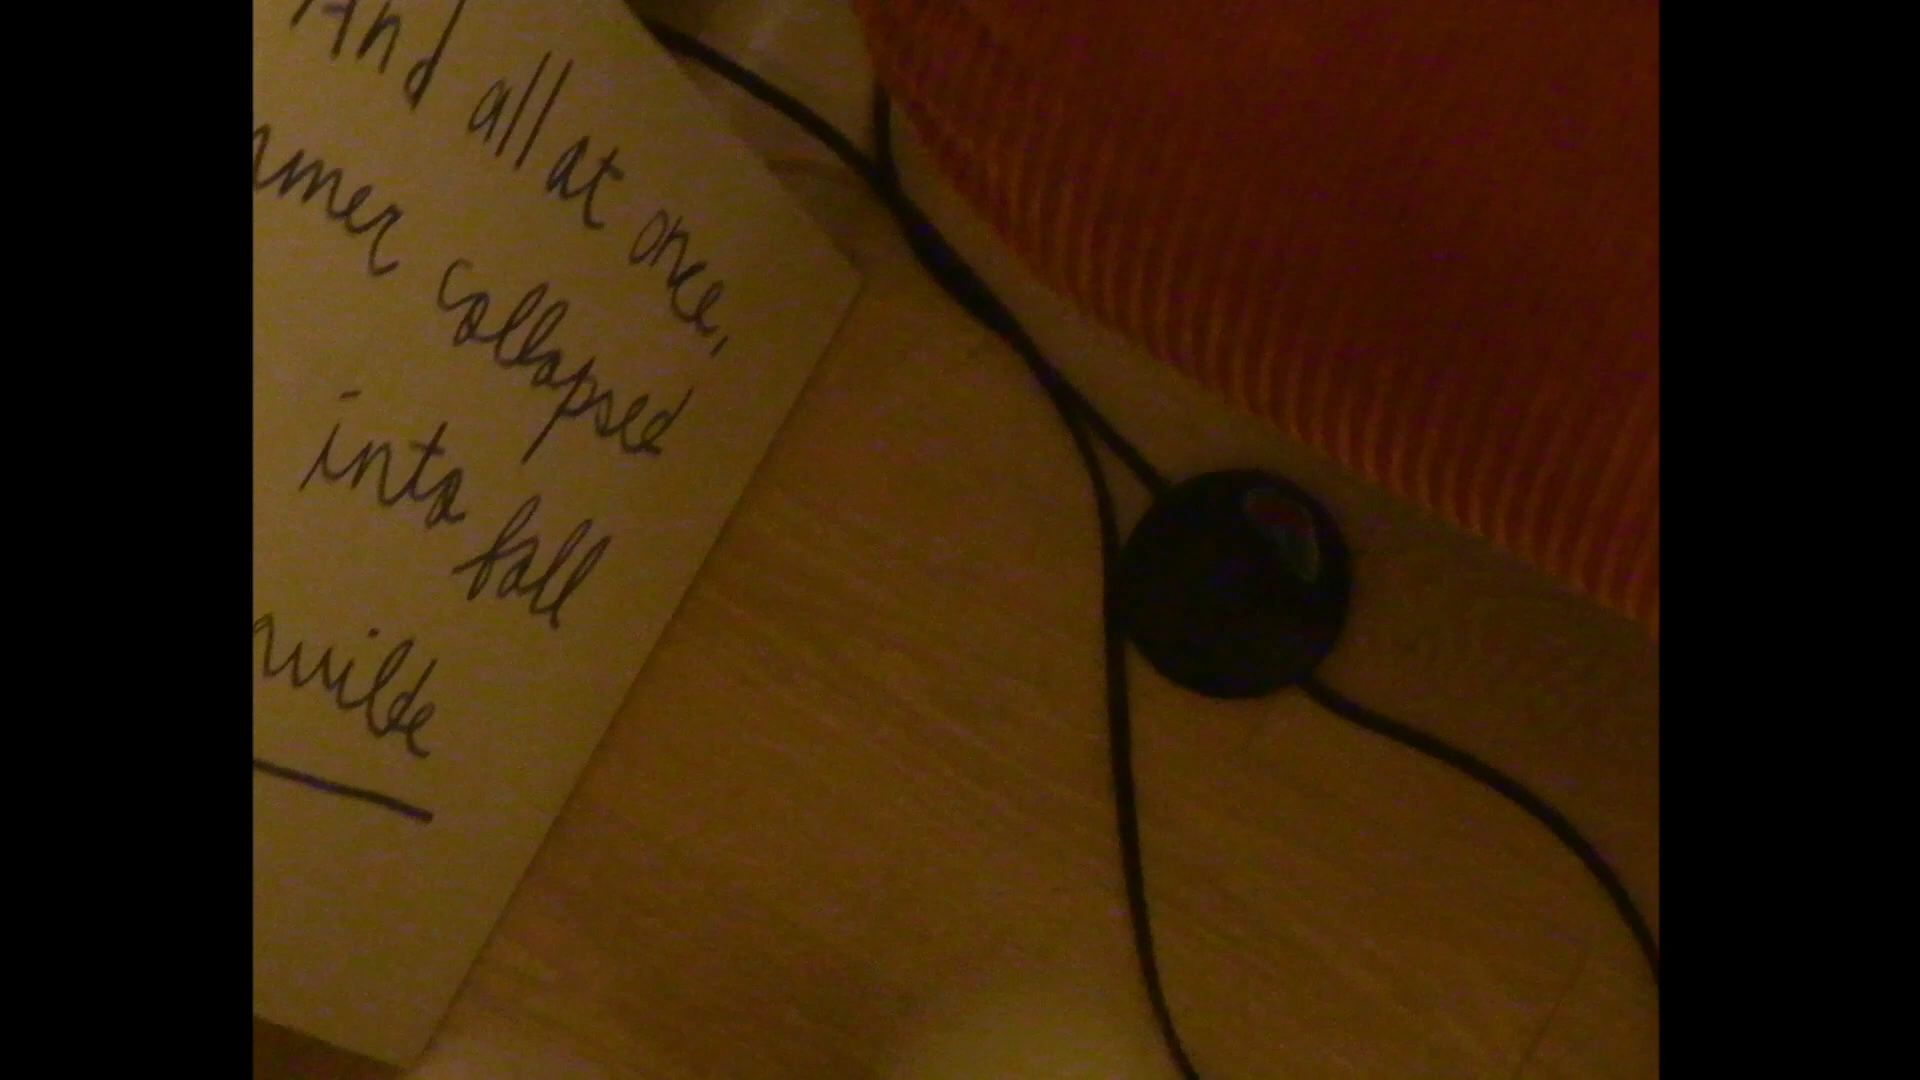 And all at once,
mmer collapsed
into fall
wilde